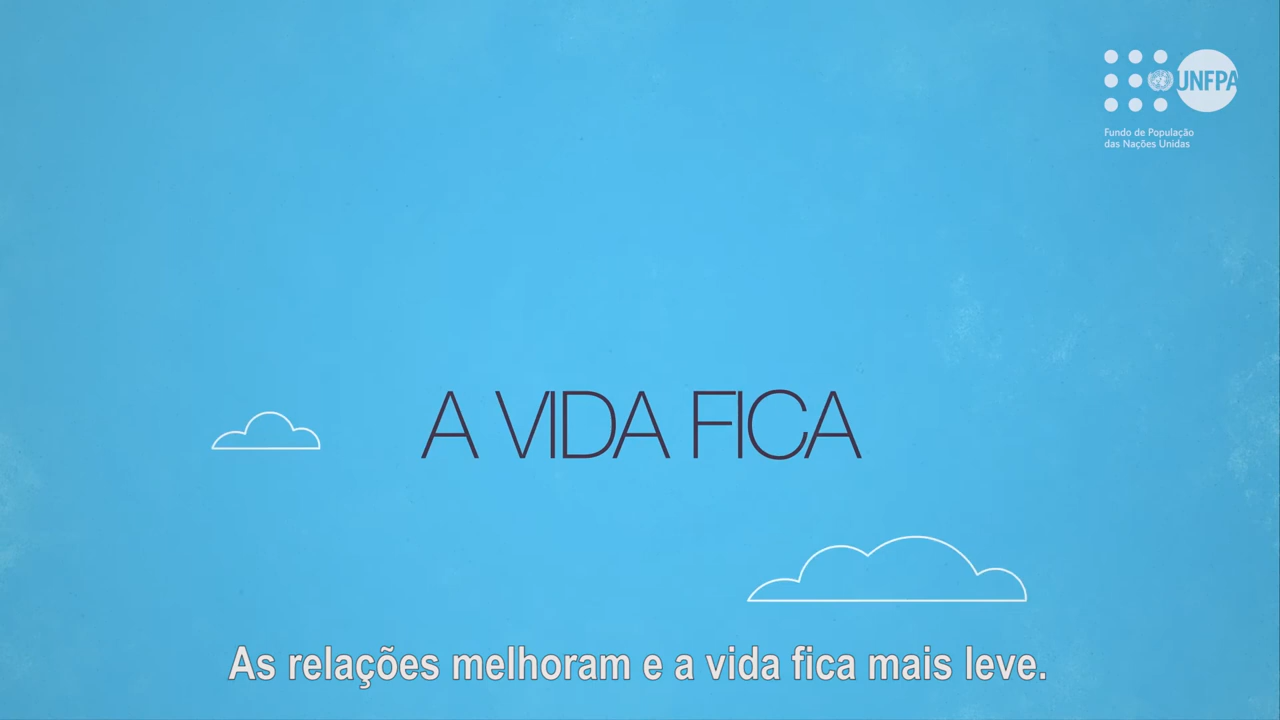 UNFPA
Fundo de População
das Nações Unidas
A VIDA FICA
As relações melhoram e a vida fica mais leve.